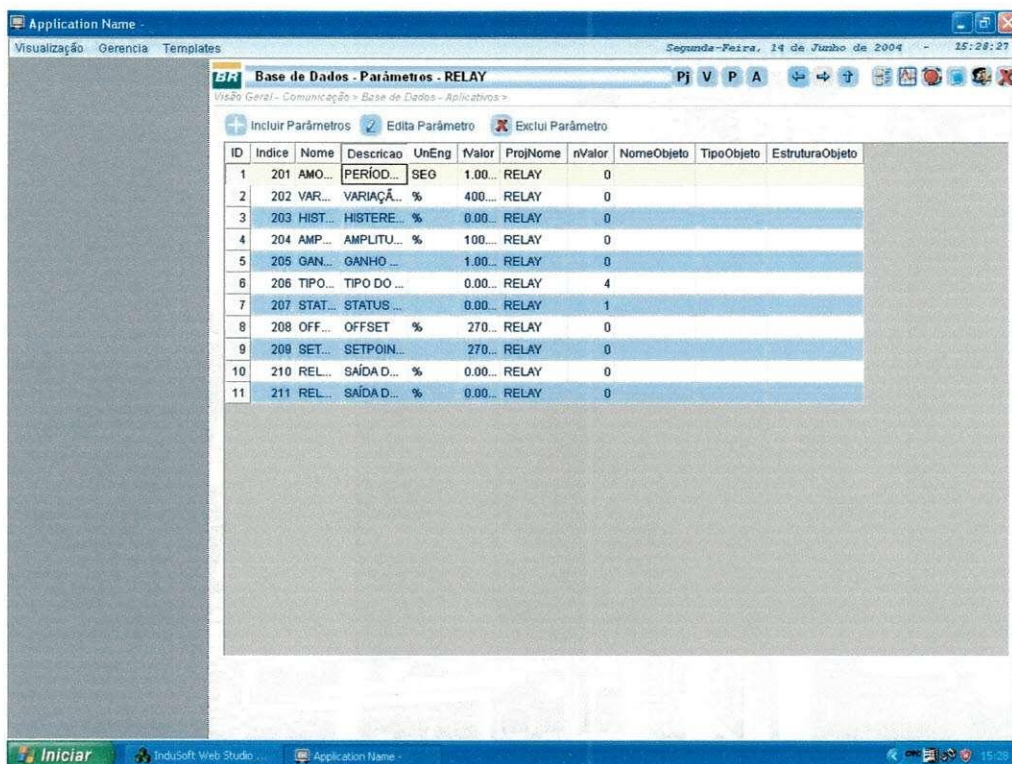 Application Name -
Visualização Gerencia Templates Segunda-Feira, 14 de Junho de 2004 - 15:28:27
BR Base de Dados - Parâmetros - RELAY Pj V P A
Visão Geral - Comunicação > Base de Dados - Aplicativos >
Incluir Parâmetros Edita Parâmetro Exclui Parâmetro
ID Indice Nome Descricao UnEng fValor ProjNome nValor NomeObjeto TipoObjeto EstruturaObjeto
1 201 AMO... PERÍOD... SEG 1.00... RELAY 0
2 202 VAR... VARIAÇÃ... % 400.... RELAY 0
3 203 HIST... HISTERE... % 0.00... RELAY 0
4 204 AMP... AMPLITU... % 100.... RELAY 0
5 205 GAN... GANHO ... 1.00... RELAY 0
6 206 TIPO... TIPO DO ... 0.00... RELAY 4
7 207 STAT... STATUS ... 0.00... RELAY 1
8 208 OFF... OFFSET % 270... RELAY 0
9 209 SET... SETPOIN... 270... RELAY 0
10 210 REL... SAÍDA D... % 0.00... RELAY 0
11 211 REL... SAÍDA D... % 0.00... RELAY 0
Iniciar InduSoft Web Studio ... Application Name - 15:28